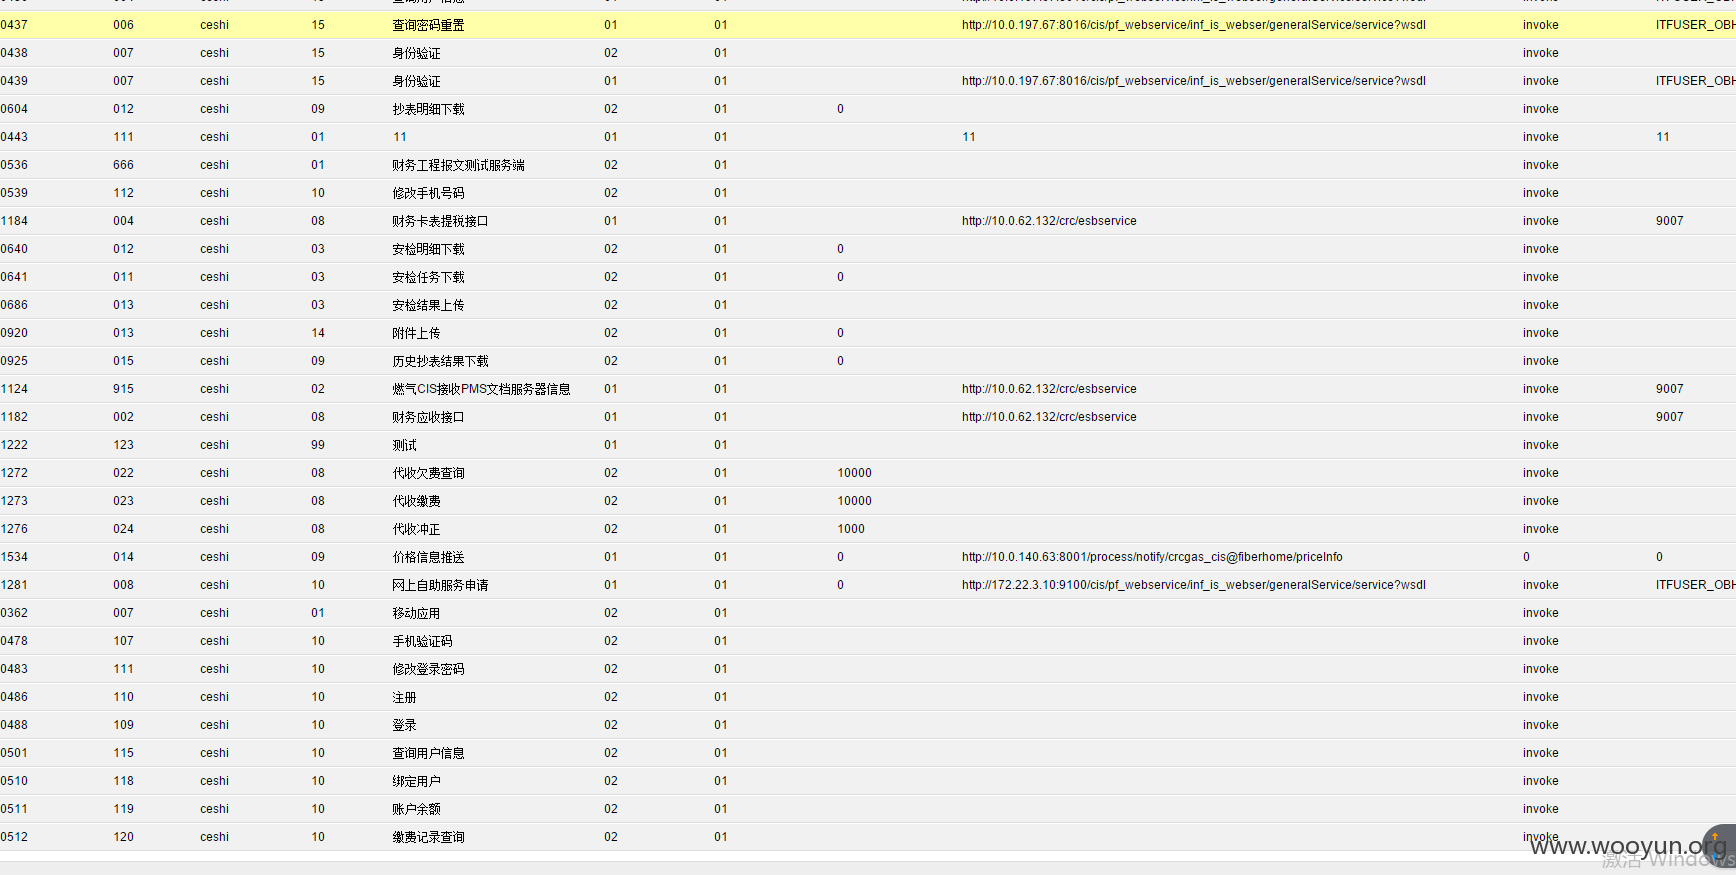 0437 006 ceshi 15 查询密码重置 01 01 http://10.0.197.67:8016/cis/pf_webservice/inf_is_webser/generalService/service?wsdl invoke ITFUSER_OBH
0438 007 ceshi 15 身份验证 02 01 invoke
0439 007 ceshi 15 身份验证 01 01 http://10.0.197.67:8016/cis/pf_webservice/inf_is_webser/generalService/service?wsdl invoke ITFUSER_OBH
0604 012 ceshi 09 抄表明细下载 02 01 0 invoke
0443 111 ceshi 01 11 01 01 11 invoke 11
0536 666 ceshi 01 财务工程报文测试服务端 02 01 invoke
0539 112 ceshi 10 修改手机号码 02 01 invoke
1184 004 ceshi 08 财务卡表提税接口 01 01 http://10.0.62.132/crc/esbservice invoke 9007
0640 012 ceshi 03 安检明细下载 02 01 0 invoke
0641 011 ceshi 03 安检任务下载 02 01 0 invoke
0686 013 ceshi 03 安检结果上传 02 01 invoke
0920 013 ceshi 14 附件上传 02 01 0 invoke
0925 015 ceshi 09 历史抄表结果下载 02 01 0 invoke
1124 915 ceshi 02 燃气CIS接收PMS文档服务器信息 01 01 http://10.0.62.132/crc/esbservice invoke 9007
1182 002 ceshi 08 财务应收接口 01 01 http://10.0.62.132/crc/esbservice invoke 9007
1222 123 ceshi 99 测试 01 01 invoke
1272 022 ceshi 08 代收欠费查询 02 01 10000 invoke
1273 023 ceshi 08 代收缴费 02 01 10000 invoke
1276 024 ceshi 08 代收冲正 02 01 1000 invoke
1534 014 ceshi 09 价格信息推送 01 01 0 http://10.0.140.63:8001/process/notify/crcgas_cis@fiberhome/priceInfo 0 0
1281 008 ceshi 10 网上自助服务申请 01 01 0 http://172.22.3.10:9100/cis/pf_webservice/inf_is_webser/generalService/service?wsdl invoke ITFUSER_OBH
0362 007 ceshi 01 移动应用 02 01 invoke
0478 107 ceshi 10 手机验证码 02 01 invoke
0483 111 ceshi 10 修改登录密码 02 01 invoke
0486 110 ceshi 10 注册 02 01 invoke
0488 109 ceshi 10 登录 02 01 invoke
0501 115 ceshi 10 查询用户信息 02 01 invoke
0510 118 ceshi 10 绑定用户 02 01 invoke
0511 119 ceshi 10 账户余额 02 01 invoke
0512 120 ceshi 10 缴费记录查询 02 01 invoke
www.wooyun.org
激活 Windows